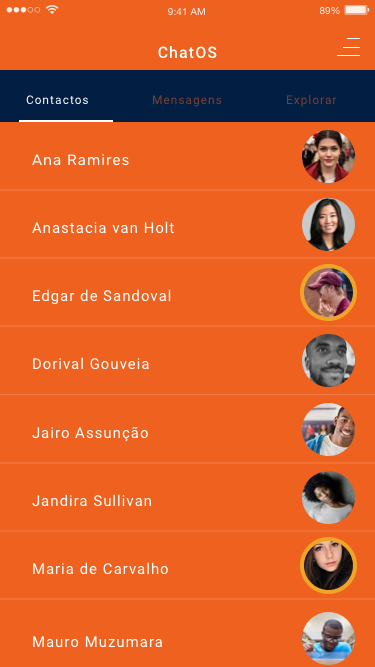 9:41 AM
89%
ChatOS
Contactos
Mensagens
Explorar
Ana Ramires
Anastacia van Holt
Edgar de Sandoval
Dorival Gouveia
Jairo Assunção
Jandira Sullivan
Maria de Carvalho
Mauro Muzumara